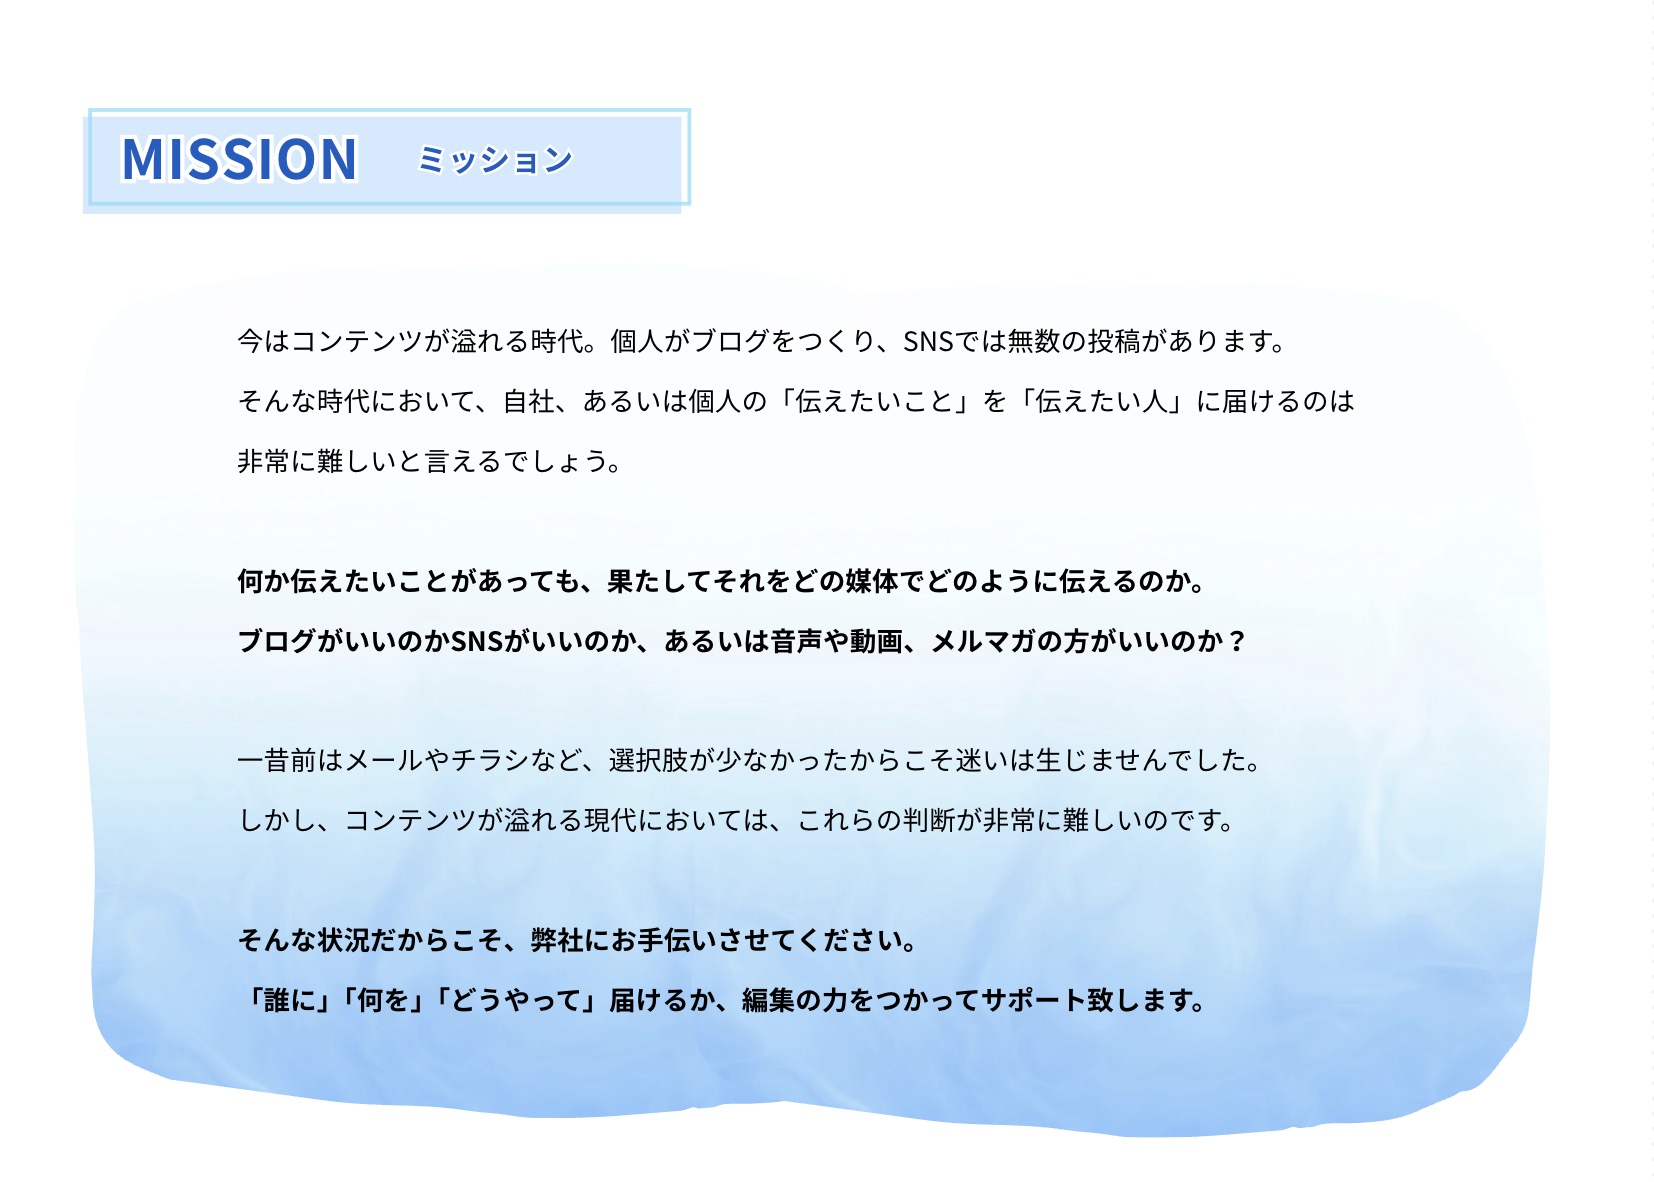 MISSION ミッション
今はコンテンツが溢れる時代。個人がブログをつくり、SNSでは無数の投稿があります。
そんな時代において、自社、あるいは個人の「伝えたいこと」を「伝えたい人」に届けるのは
非常に難しいと言えるでしょう。
何か伝えたいことがあっても、果たしてそれをどの媒体でどのように伝えるのか。
ブログがいいのかSNSがいいのか、あるいは音声や動画、メルマガの方がいいのか？
一昔前はメールやチラシなど、選択肢が少なかったからこそ迷いは生じませんでした。
しかし、コンテンツが溢れる現代においては、これらの判断が非常に難しいのです。
そんな状況だからこそ、弊社にお手伝いさせてください。
「誰に」「何を」「どうやって」届けるか、編集の力をつかってサポート致します。